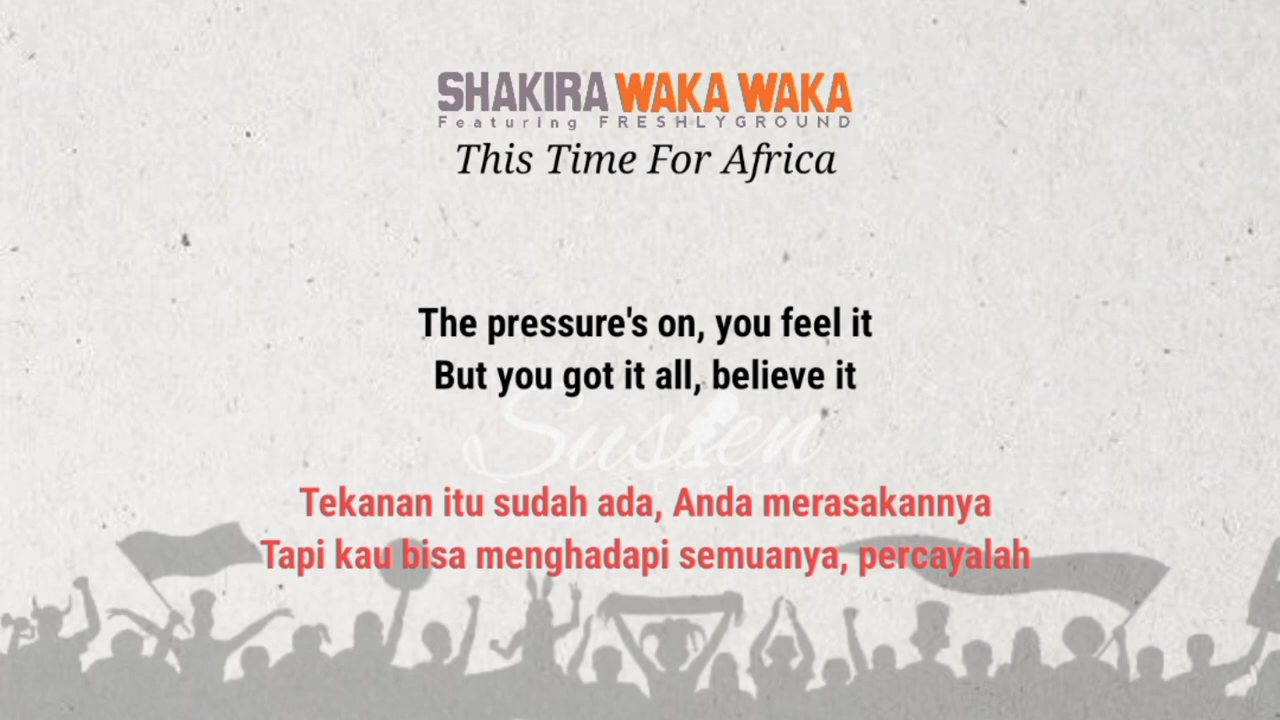 SHAKIRA WAKA WAKA
Featuring FRESHLYGROUND
This Time For Africa
The pressure's on, you feel it
But you got it all, believe it
Susien
Tekanan itu sudah ada, Anda merasakannya
Tapi kau bisa menghadapi semuanya, percayalah